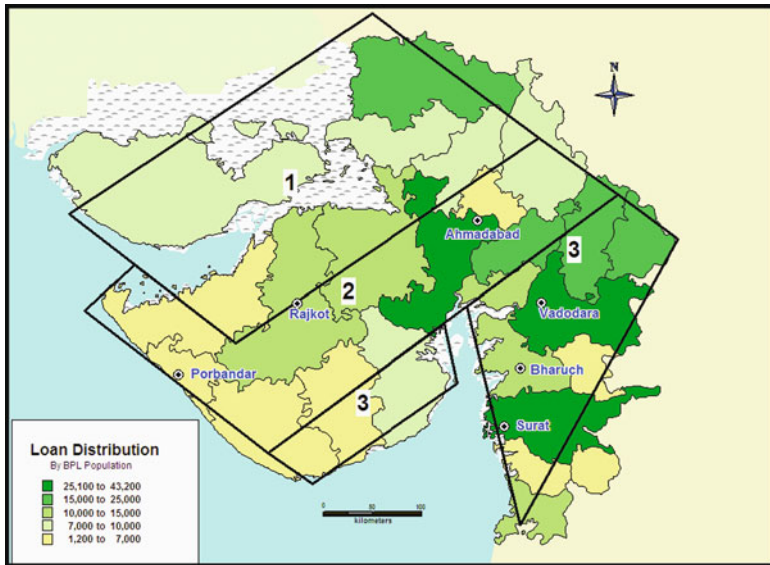 N
1
Ahmadabad
3
2
Rajkot
Vadodara
Porbandar
Bharuch
3
Surat
Loan Distribution
By BPL Population
25,100 to 43,200
15,000 to 25,000
10,000 to 15,000
7,000 to 10,000
1,200 to 7,000
0 50 100
kilometers